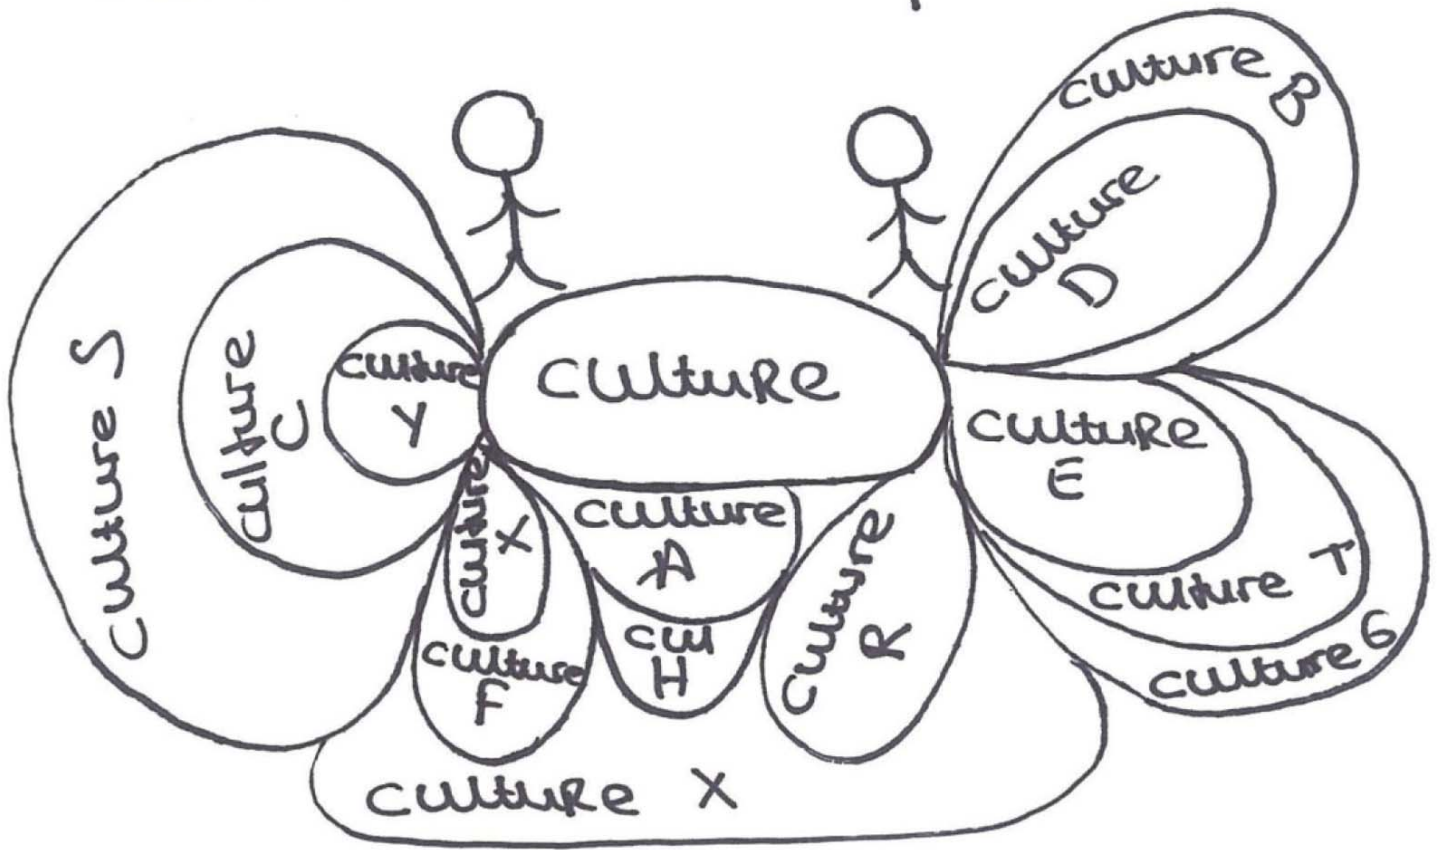 culture B
culture
D
culture S
culture
C
culture
Y
culture
culture
E
culture T
culture G
culture
X
culture
A
cul
H
culture
R
culture
F
culture X